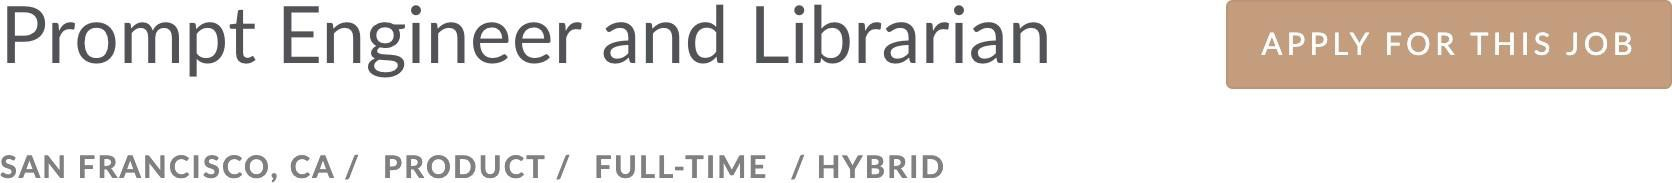 Prompt Engineer and Librarian
APPLY FOR THIS JOB
SAN FRANCISCO, CA / PRODUCT / FULL-TIME / HYBRID